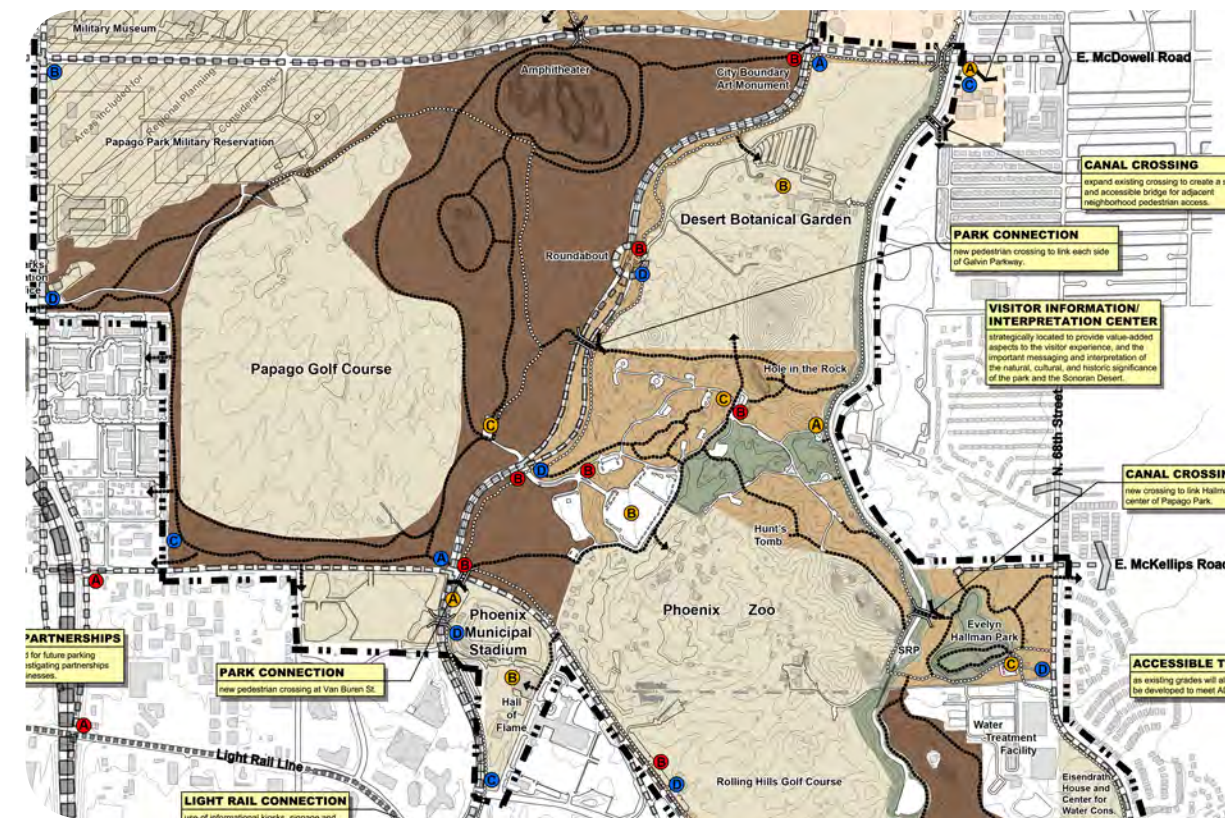 Military Museum
E. McDowell Road
Amphitheater
City Boundary
Art Monument
Areas Included for
Regional Planning
Considerations
Papago Park Military Reservation
CANAL CROSSING
expand existing crossing to create a s
and accessible bridge for adjacent
neighborhood pedestrian access.
Desert Botanical Garden
PARK CONNECTION
new pedestrian crossing to link each side
of Galvin Parkway.
Roundabout
VISITOR INFORMATION/
INTERPRETATION CENTER
strategically located to provide value-added
aspects to the visitor experience, and the
important messaging and interpretation of
the natural, cultural, and historic significance
of the park and the Sonoran Desert.
Papago Golf Course
Hole in the Rock
N. 68th Street
CANAL CROSSIN
new crossing to link Hallm
center of Papago Park.
Hunt's
Tomb
E. McKellips Road
Phoenix Zoo
Phoenix
Municipal
Stadium
Evelyn
Hallman Park
SRP
PARTNERSHIPS
d for future parking
estigating partnerships
inesses.
PARK CONNECTION
new pedestrian crossing at Van Buren St.
ACCESSIBLE T
as existing grades will al
be developed to meet A
Hall
of
Flame
Water
Treatment
Facility
Light Rail Line
Rolling Hills Golf Course
Eisendrath
House and
Center for
Water Cons.
LIGHT RAIL CONNECTION
use of informational kiosks, signage and
A
A
A
A
A
A
A
B
B
B
B
B
B
B
B
B
B
C
C
C
C
C
C
D
D
D
D
D
D